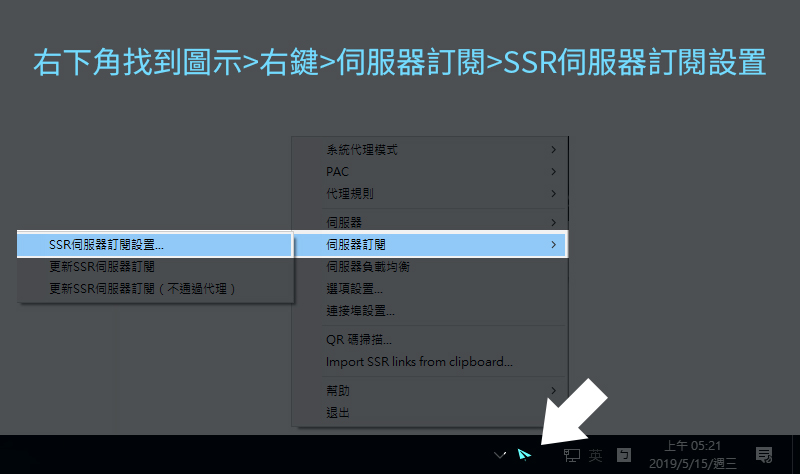 右下角找到圖示>右鍵>伺服器訂閱>SSR伺服器訂閱設置
系統代理模式
PAC
代理規則
伺服器
SSR伺服器訂閱設置...
伺服器訂閱
更新SSR伺服器訂閱
伺服器負載均衡
更新SSR伺服器訂閱（不通過代理）
選項設置...
連接埠設置...
QR 碼掃描...
Import SSR links from clipboard...
幫助
退出
英
ㄅ
上午 05:21
2019/5/15/週三